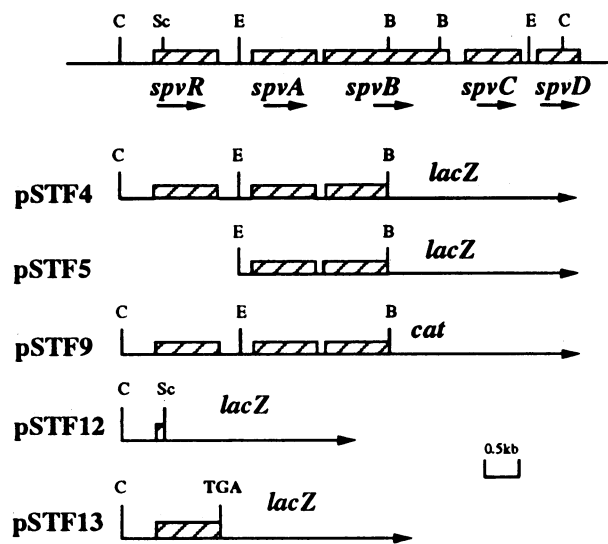 C Sc E B B E C
spvR spvA spvB spvC spvD
C E B lacZ
pSTF4
E B lacZ
pSTF5
C E B cat
pSTF9
C Sc lacZ
pSTF12
0.5kb
C TGA lacZ
pSTF13